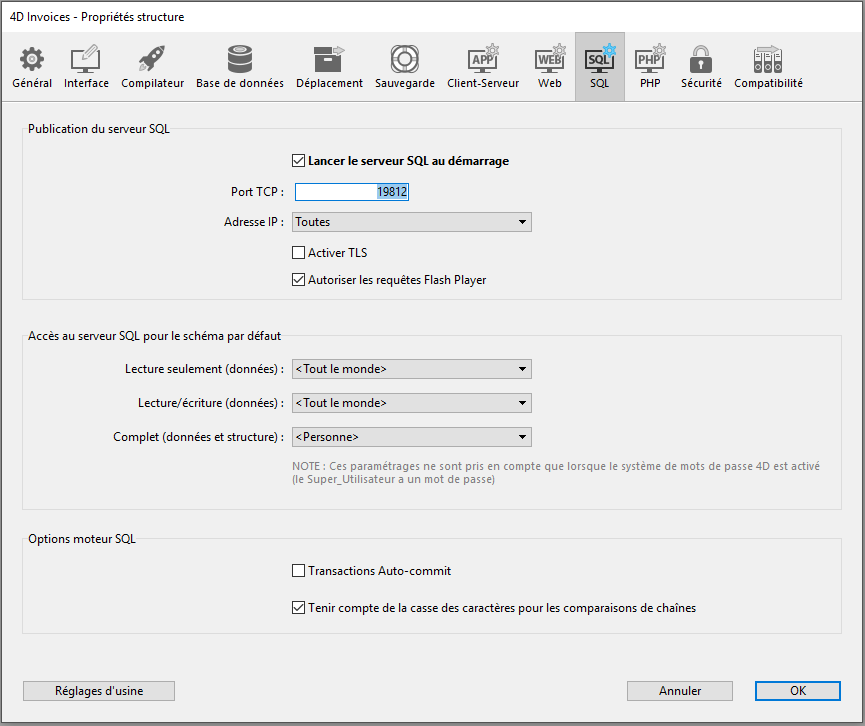 4D Invoices - Propriétés structure
Général Interface Compilateur Base de données Déplacement Sauvegarde Client-Serveur Web SQL PHP Sécurité Compatibilité
APP WEB SQL PHP
Publication du serveur SQL
Lancer le serveur SQL au démarrage
Port TCP : 19812
Adresse IP : Toutes
Activer TLS
Autoriser les requêtes Flash Player
Accès au serveur SQL pour le schéma par défaut
Lecture seulement (données) : <Tout le monde>
Lecture/écriture (données) : <Tout le monde>
Complet (données et structure) : <Personne>
NOTE : Ces paramétrages ne sont pris en compte que lorsque le système de mots de passe 4D est activé
(le Super_Utilisateur a un mot de passe)
Options moteur SQL
Transactions Auto-commit
Tenir compte de la casse des caractères pour les comparaisons de chaînes
Réglages d'usine Annuler OK